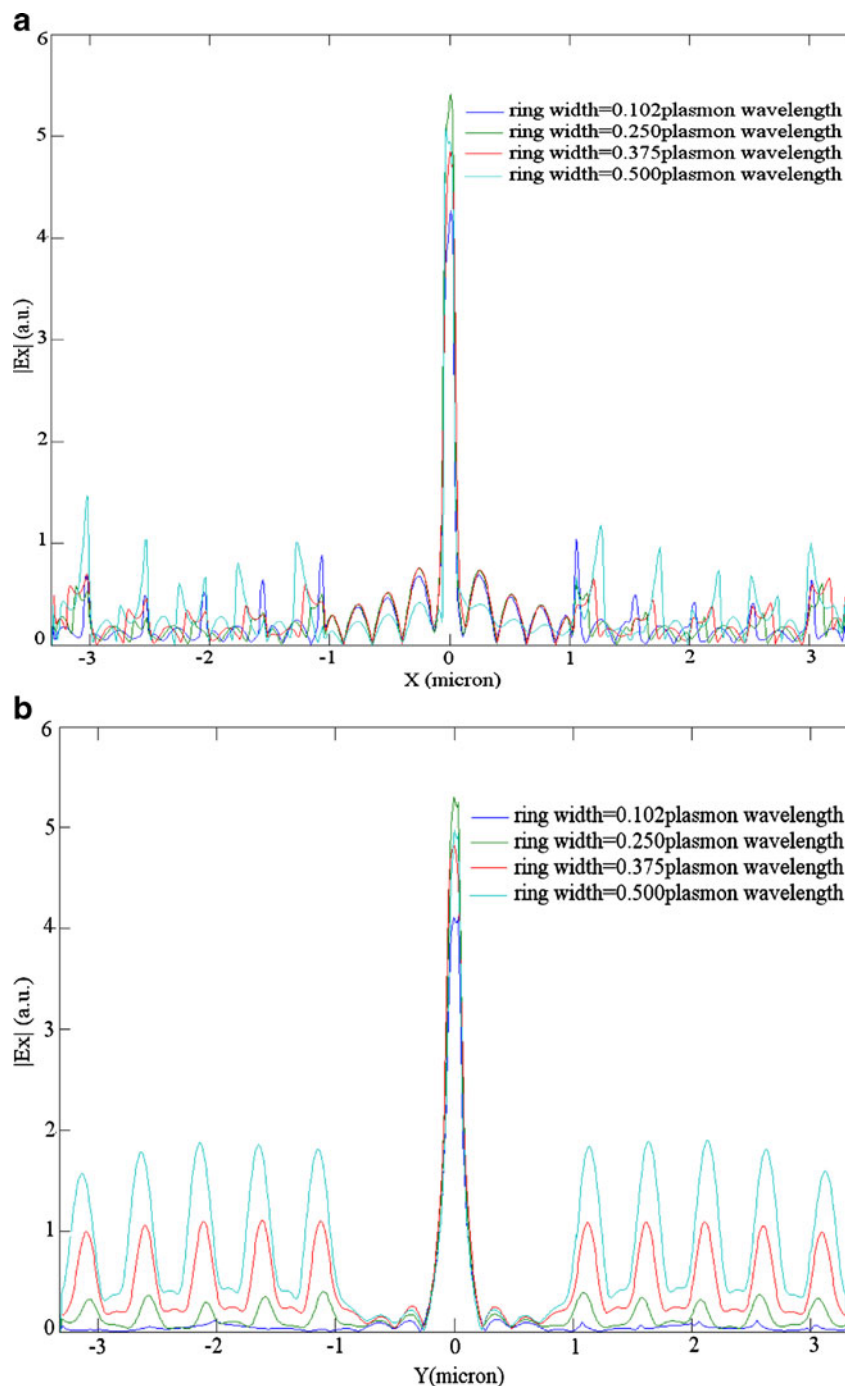 a
6
5
4
3
2
1
0
|Ex| (a.u.)
ring width=0.102plasmon wavelength
ring width=0.250plasmon wavelength
ring width=0.375plasmon wavelength
ring width=0.500plasmon wavelength
-3 -2 -1 0 1 2 3
X (micron)
b
6
5
4
3
2
1
0
|Ex| (a.u.)
ring width=0.102plasmon wavelength
ring width=0.250plasmon wavelength
ring width=0.375plasmon wavelength
ring width=0.500plasmon wavelength
-3 -2 -1 0 1 2 3
Y(micron)